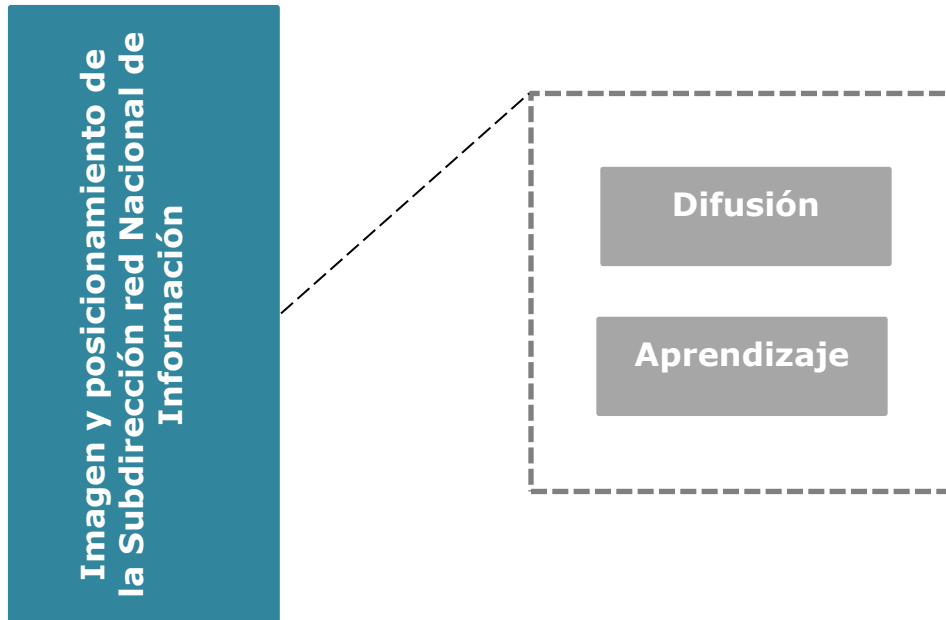 Imagen y posicionamiento de
la Subdirección red Nacional de
Información
Difusión
Aprendizaje